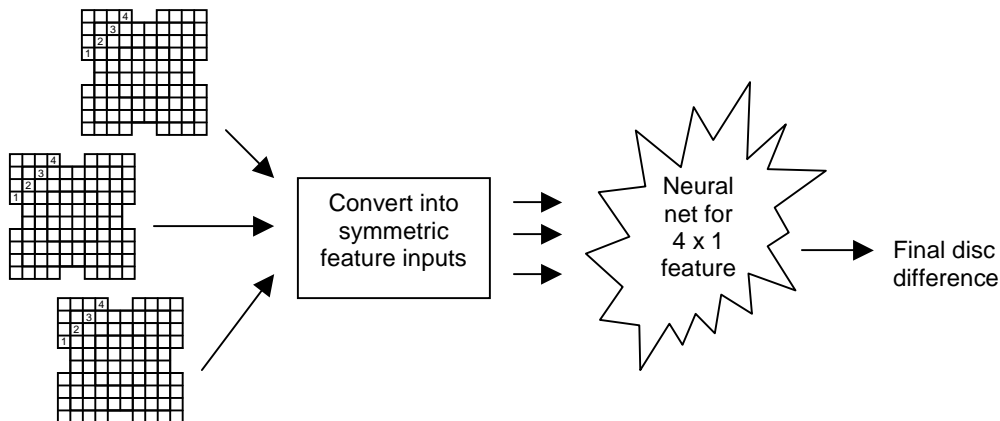 4
3
2
1
4
3
2
1
4
3
2
1
Convert into
symmetric
feature inputs
Neural
net for
4 x 1
feature
Final disc
difference